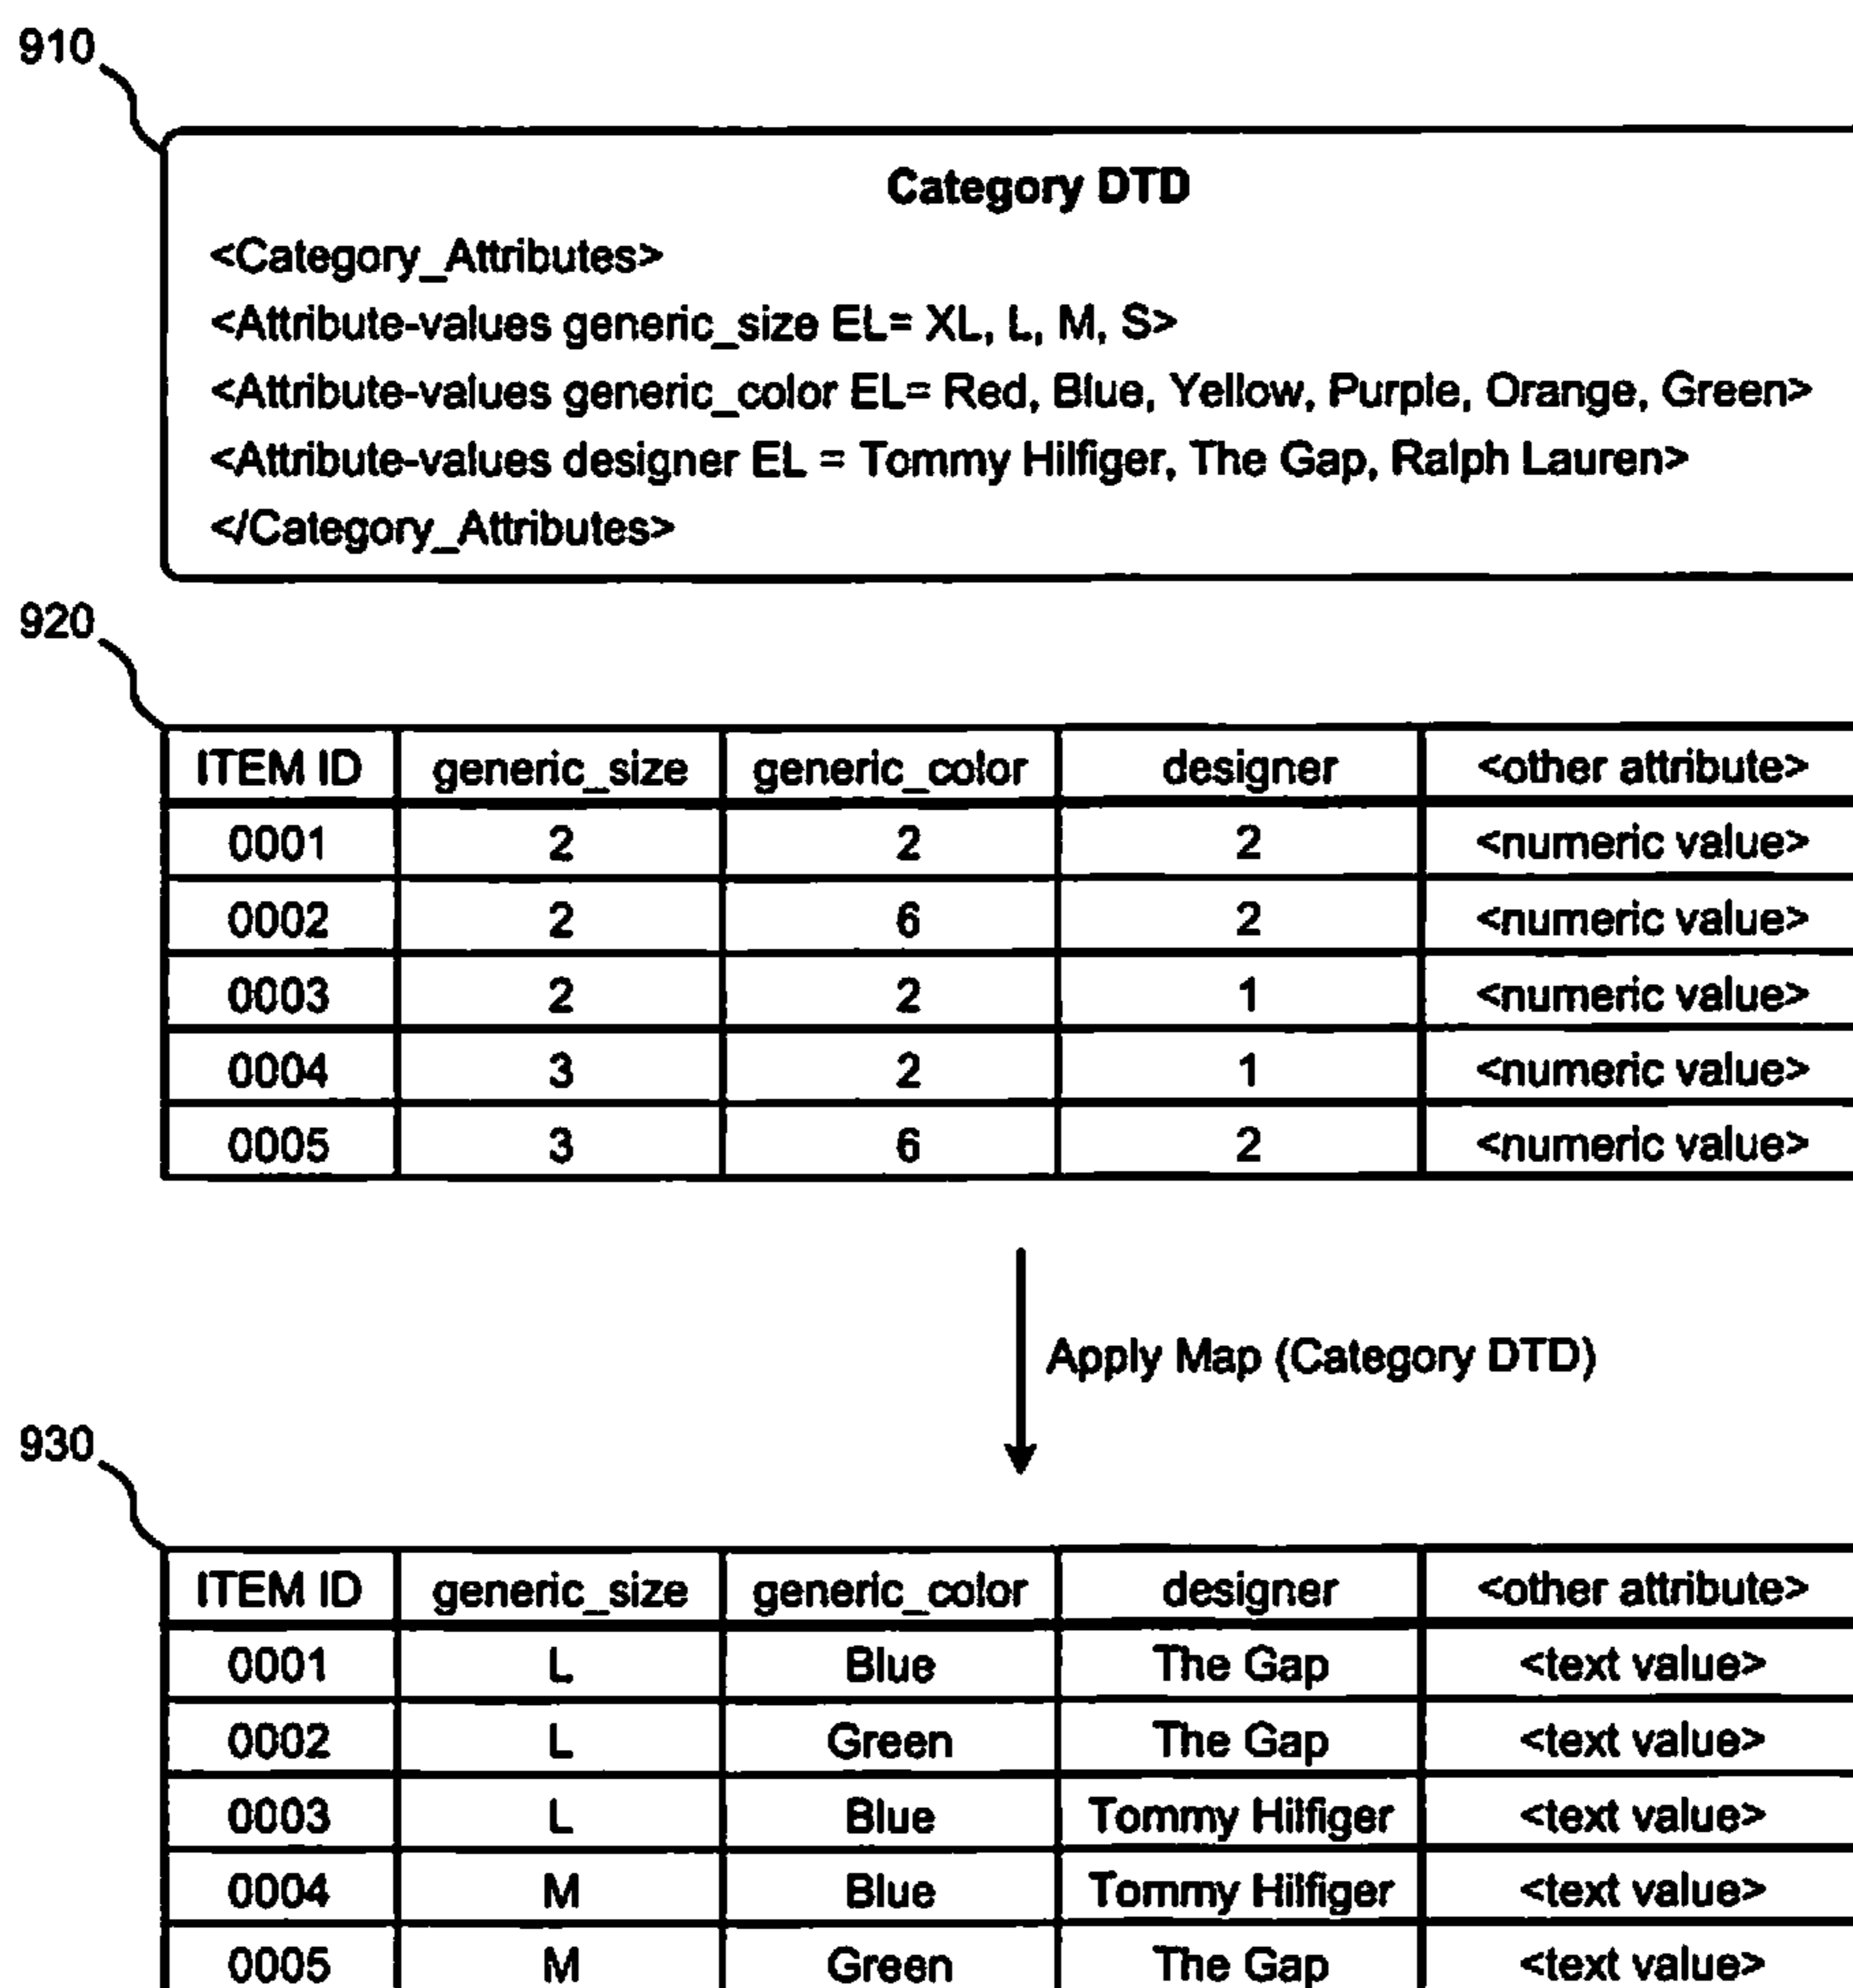 910
Category DTD
<Category_Attributes>
<Attribute-values generic_size EL= XL, L, M, S>
<Attribute-values generic_color EL= Red, Blue, Yellow, Purple, Orange, Green>
<Attribute-values designer EL = Tommy Hilfiger, The Gap, Ralph Lauren>
</Category_Attributes>
920
ITEM ID generic_size generic_color designer <other attribute>
0001 2 2 2 <numeric value>
0002 2 6 2 <numeric value>
0003 2 2 1 <numeric value>
0004 3 2 1 <numeric value>
0005 3 6 2 <numeric value>
Apply Map (Category DTD)
930
ITEM ID generic_size generic_color designer <other attribute>
0001 L Blue The Gap <text value>
0002 L Green The Gap <text value>
0003 L Blue Tommy Hilfiger <text value>
0004 M Blue Tommy Hilfiger <text value>
0005 M Green The Gap <text value>